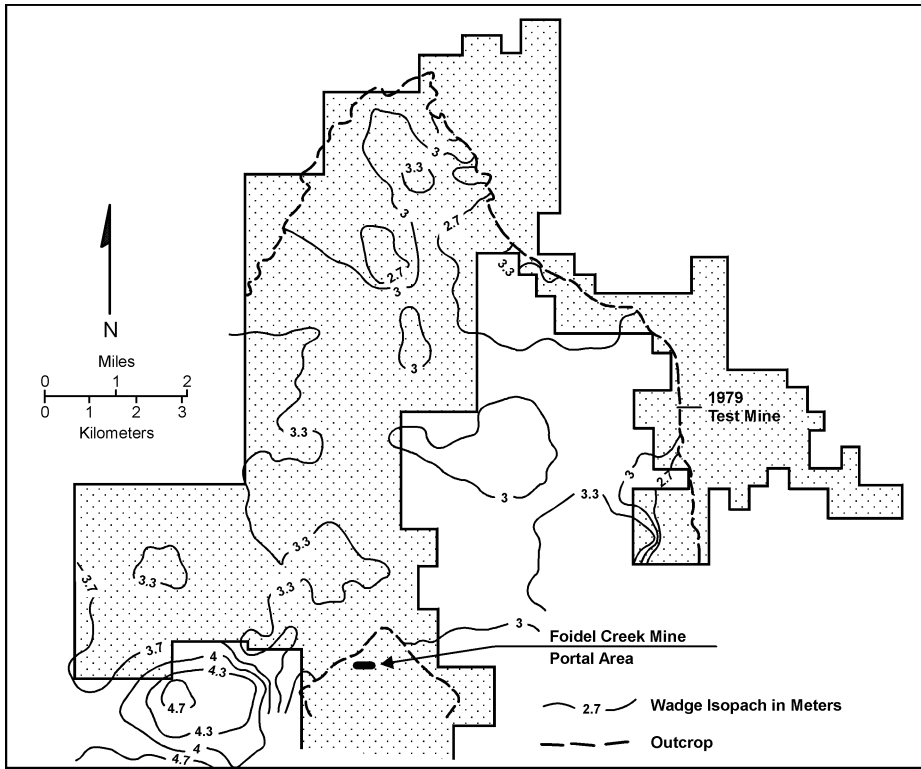 3
3.3
3
2.7
3.3
2.7
3
3
N
Miles
0 1 2
0 1 2 3
Kilometers
1979
Test Mine
3.3
3
3.3
3
2.7
3.3
3.7
3.3
3.3
3
3.7
4
4.3
4.7
4.3
4
4.7
Foidel Creek Mine
Portal Area
2.7 Wadge Isopach in Meters
Outcrop